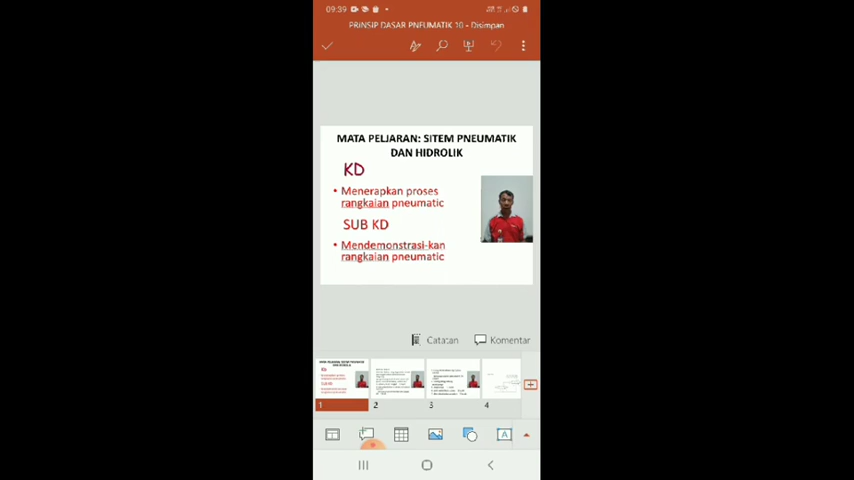 09:39
PRINSIP DASAR PNEUMATIK 10 - Disimpan
MATA PELJARAN: SITEM PNEUMATIK
DAN HIDROLIK
KD
• Menerapkan proses
rangkaian pneumatic
SUB KD
• Mendemonstrasi-kan
rangkaian pneumatic
Catatan
Komentar
1
2
3
4